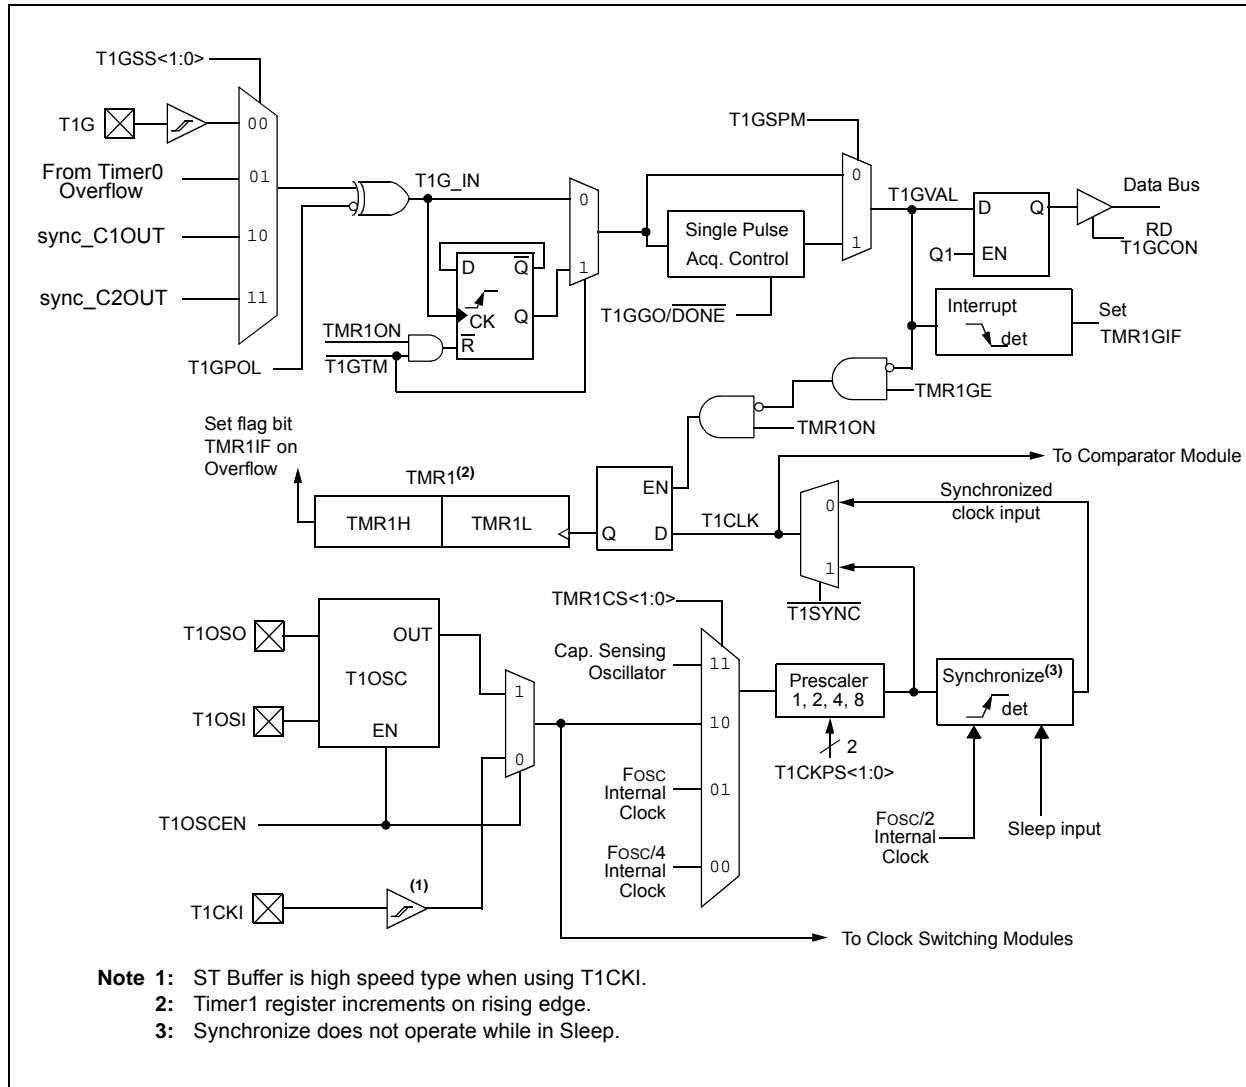 T1GSS<1:0>
T1G
00
From Timer0
Overflow
01
sync_C1OUT
10
sync_C2OUT
11
T1GPOL
T1G_IN
0
1
D
Q
CK
Q
R
TMR1ON
T1GTM
T1GSPM
0
1
Single Pulse
Acq. Control
T1GGO/DONE
T1GVAL
D
Q
Q1
EN
Data Bus
RD
T1GCON
Interrupt
det
Set
TMR1GIF
TMR1GE
TMR1ON
Set flag bit
TMR1IF on
Overflow
TMR1(2)
TMR1H
TMR1L
EN
Q
D
T1CLK
To Comparator Module
0
1
Synchronized
clock input
T1SYNC
TMR1CS<1:0>
T1OSO
T1OSI
OUT
T1OSC
EN
1
0
T1OSCEN
T1CKI
(1)
Cap. Sensing
Oscillator
11
10
FOSC
Internal
Clock
01
FOSC/4
Internal
Clock
00
Prescaler
1, 2, 4, 8
2
T1CKPS<1:0>
Synchronize(3)
det
FOSC/2
Internal
Clock
Sleep input
To Clock Switching Modules
Note 1: ST Buffer is high speed type when using T1CKI.
2: Timer1 register increments on rising edge.
3: Synchronize does not operate while in Sleep.